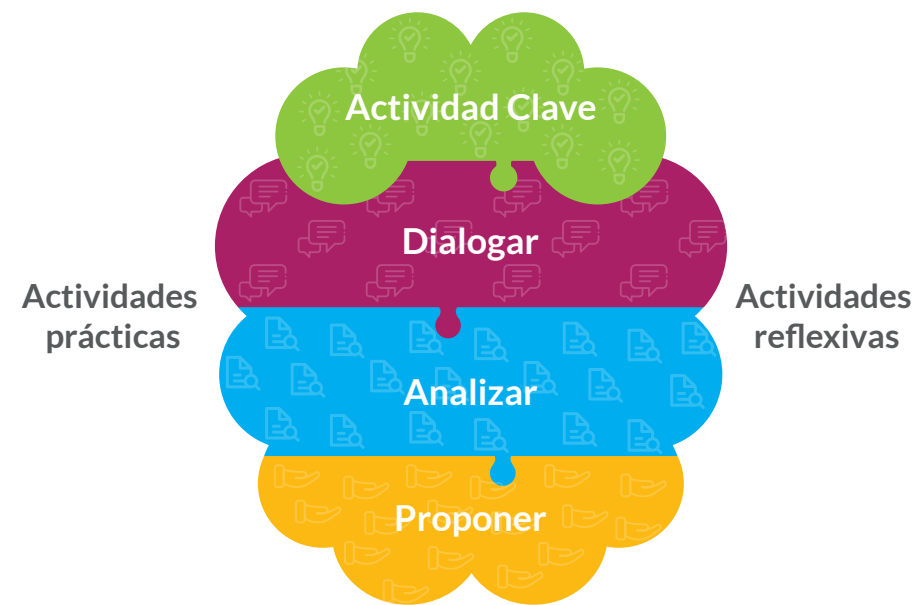 Actividad Clave
Dialogar
Actividades
prácticas
Actividades
reflexivas
Analizar
Proponer